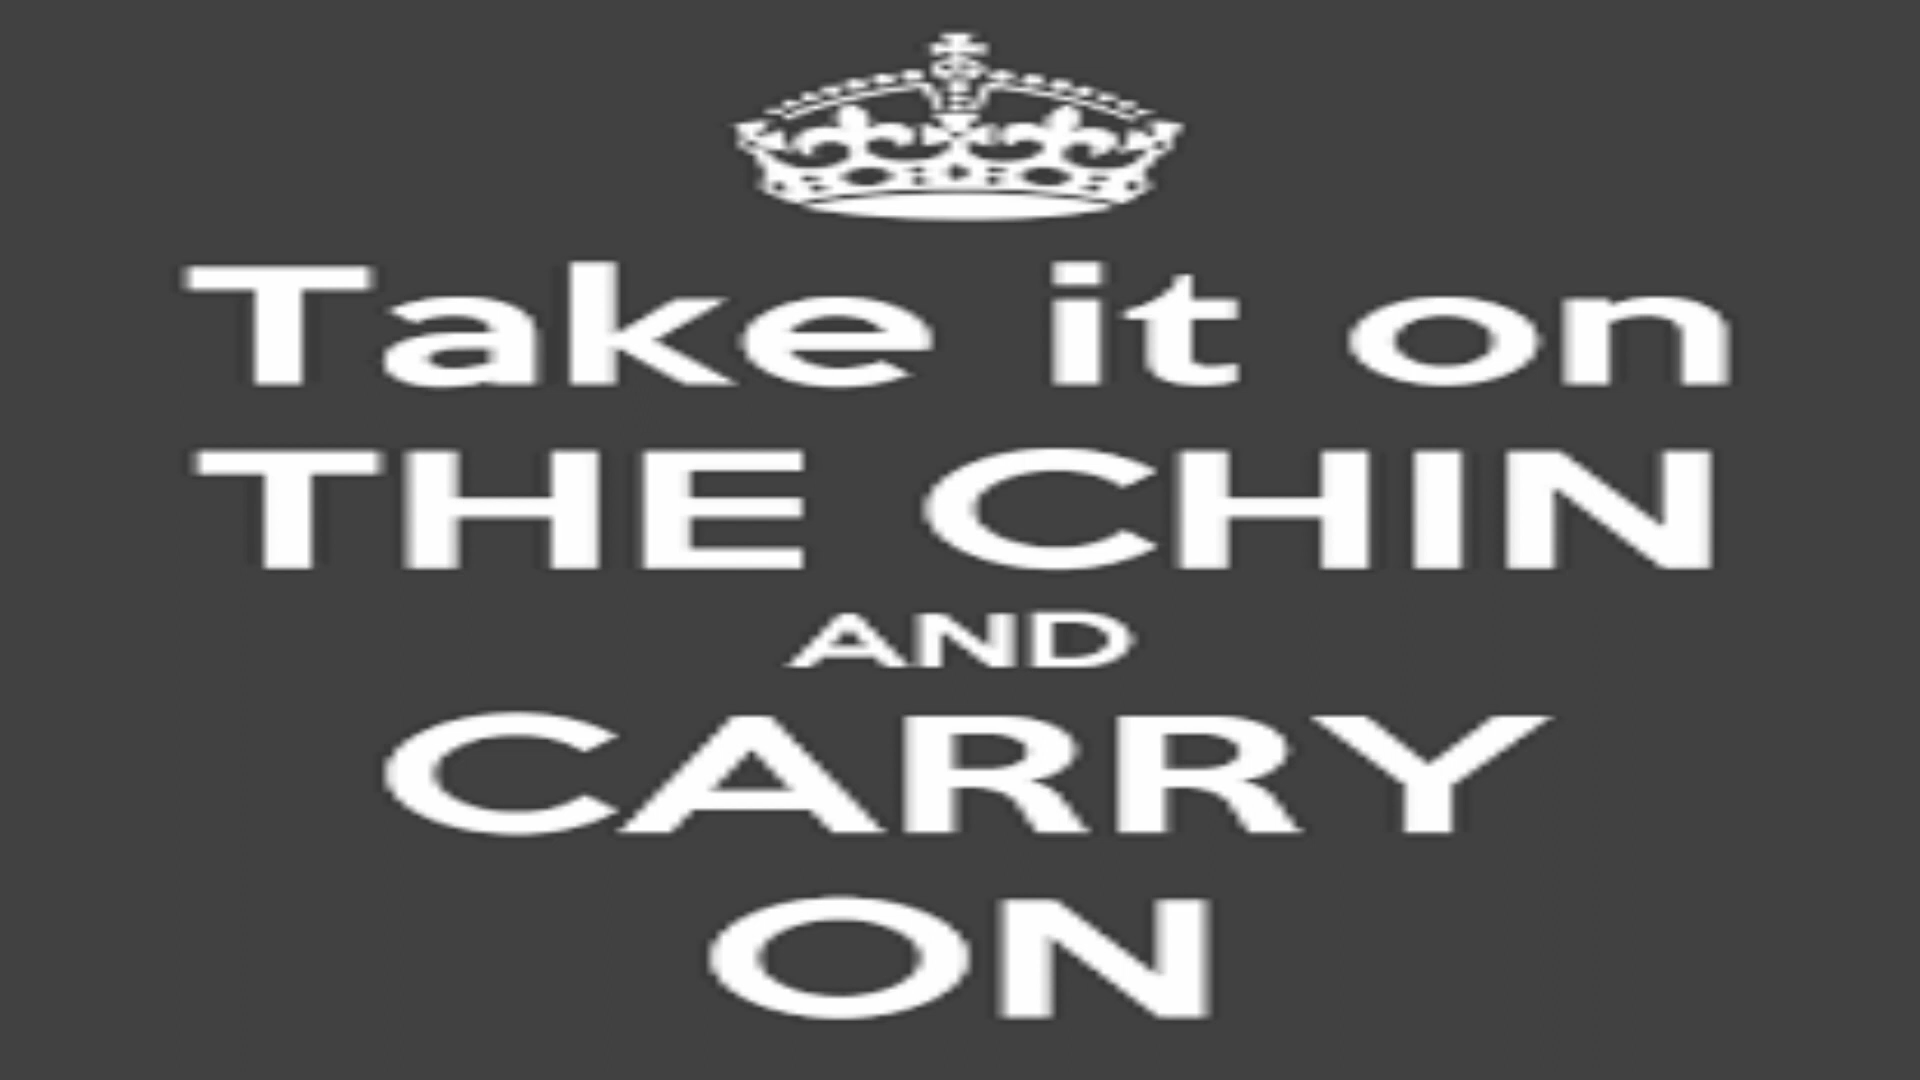 Take it on
THE CHIN
AND
CARRY
ON